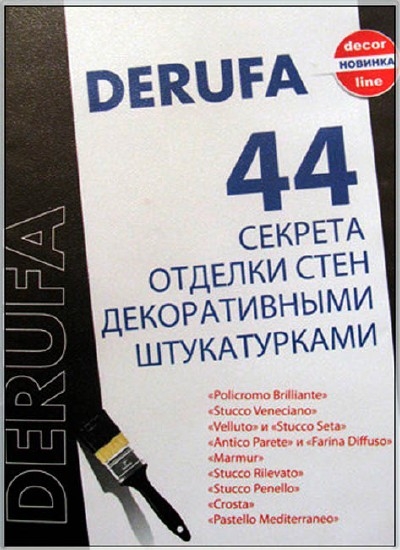 decor
НОВИНКА
line
DERUFA
44
СЕКРЕТА
ОТДЕЛКИ СТЕН
ДЕКОРАТИВНЫМИ
ШТУКАТУРКАМИ
DERUFA
«Policromo Brilliante»
«Stucco Veneciano»
«Velluto» и «Stucco Seta»
«Antico Parete» и «Farina Diffuso»
«Marmur»
«Stucco Rilevato»
«Stucco Penello»
«Crosta»
«Pastello Mediterraneo»